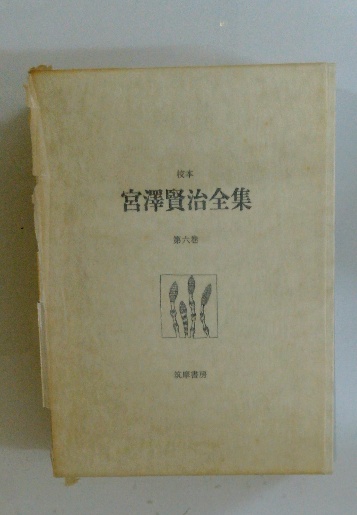 校本
宮澤賢治全集
第六巻
筑摩書房